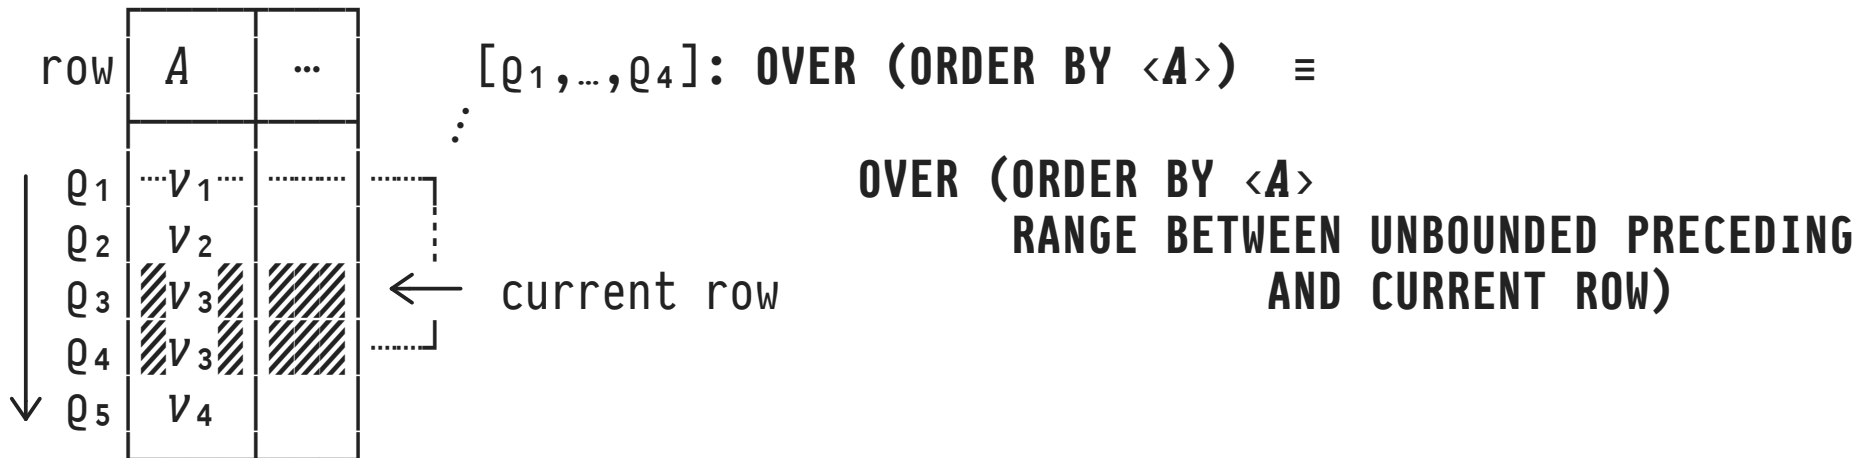 row A ⋯ [ϱ₁,…,ϱ₄]: OVER (ORDER BY ‹A›) ≡
ϱ₁ v₁ OVER (ORDER BY ‹A›
ϱ₂ v₂ RANGE BETWEEN UNBOUNDED PRECEDING
ϱ₃ v₃ ← current row AND CURRENT ROW)
ϱ₄ v₃
ϱ₅ v₄